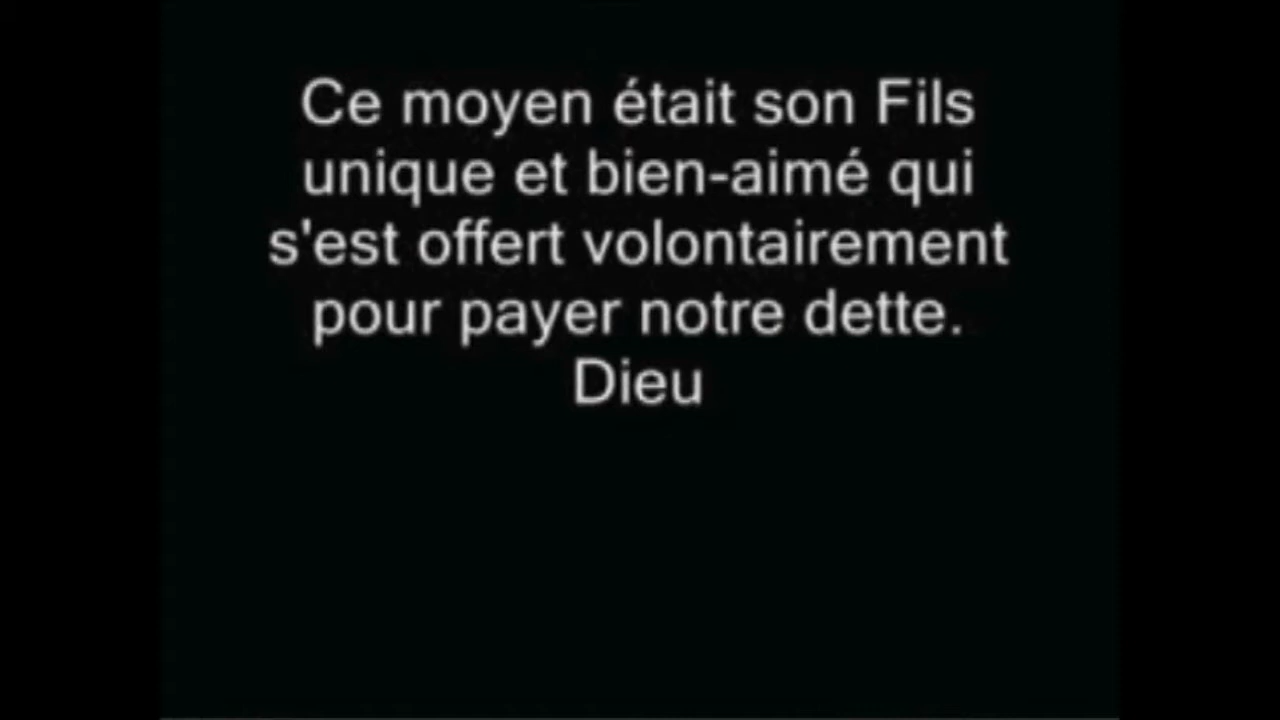 Ce moyen était son Fils
unique et bien-aimé qui
s'est offert volontairement
pour payer notre dette.
Dieu